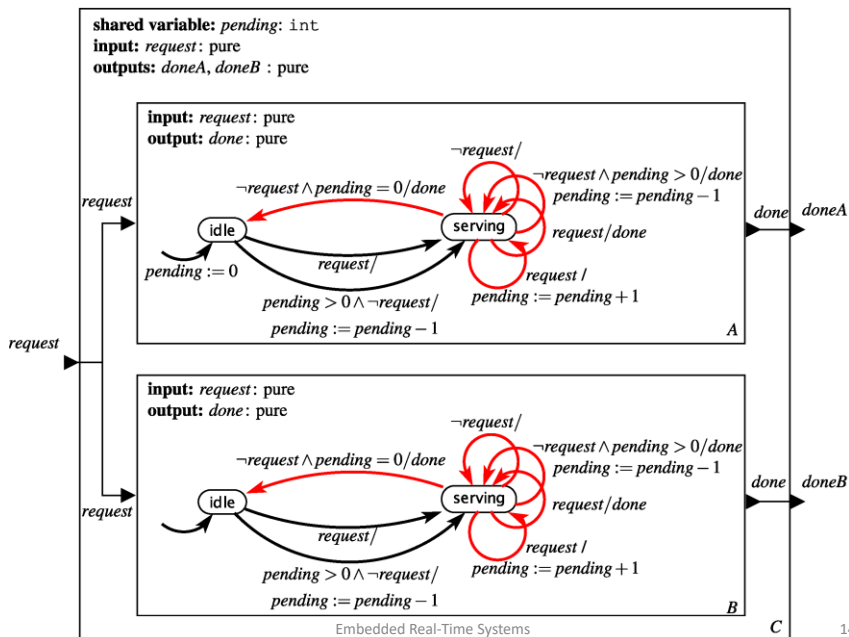 shared variable: pending: int
input: request: pure
outputs: doneA, doneB : pure
input: request: pure
output: done: pure
¬request/
¬request ∧ pending > 0/done
pending := pending − 1
¬request ∧ pending = 0/done
request
idle
serving
request/done
done
doneA
pending := 0
request/
request /
pending := pending + 1
pending > 0 ∧ ¬request/
pending := pending − 1
A
request
input: request: pure
output: done: pure
¬request/
¬request ∧ pending > 0/done
pending := pending − 1
¬request ∧ pending = 0/done
idle
serving
request/done
done
doneB
request
request/
request /
pending := pending + 1
pending > 0 ∧ ¬request/
pending := pending − 1
B
C
Embedded Real-Time Systems